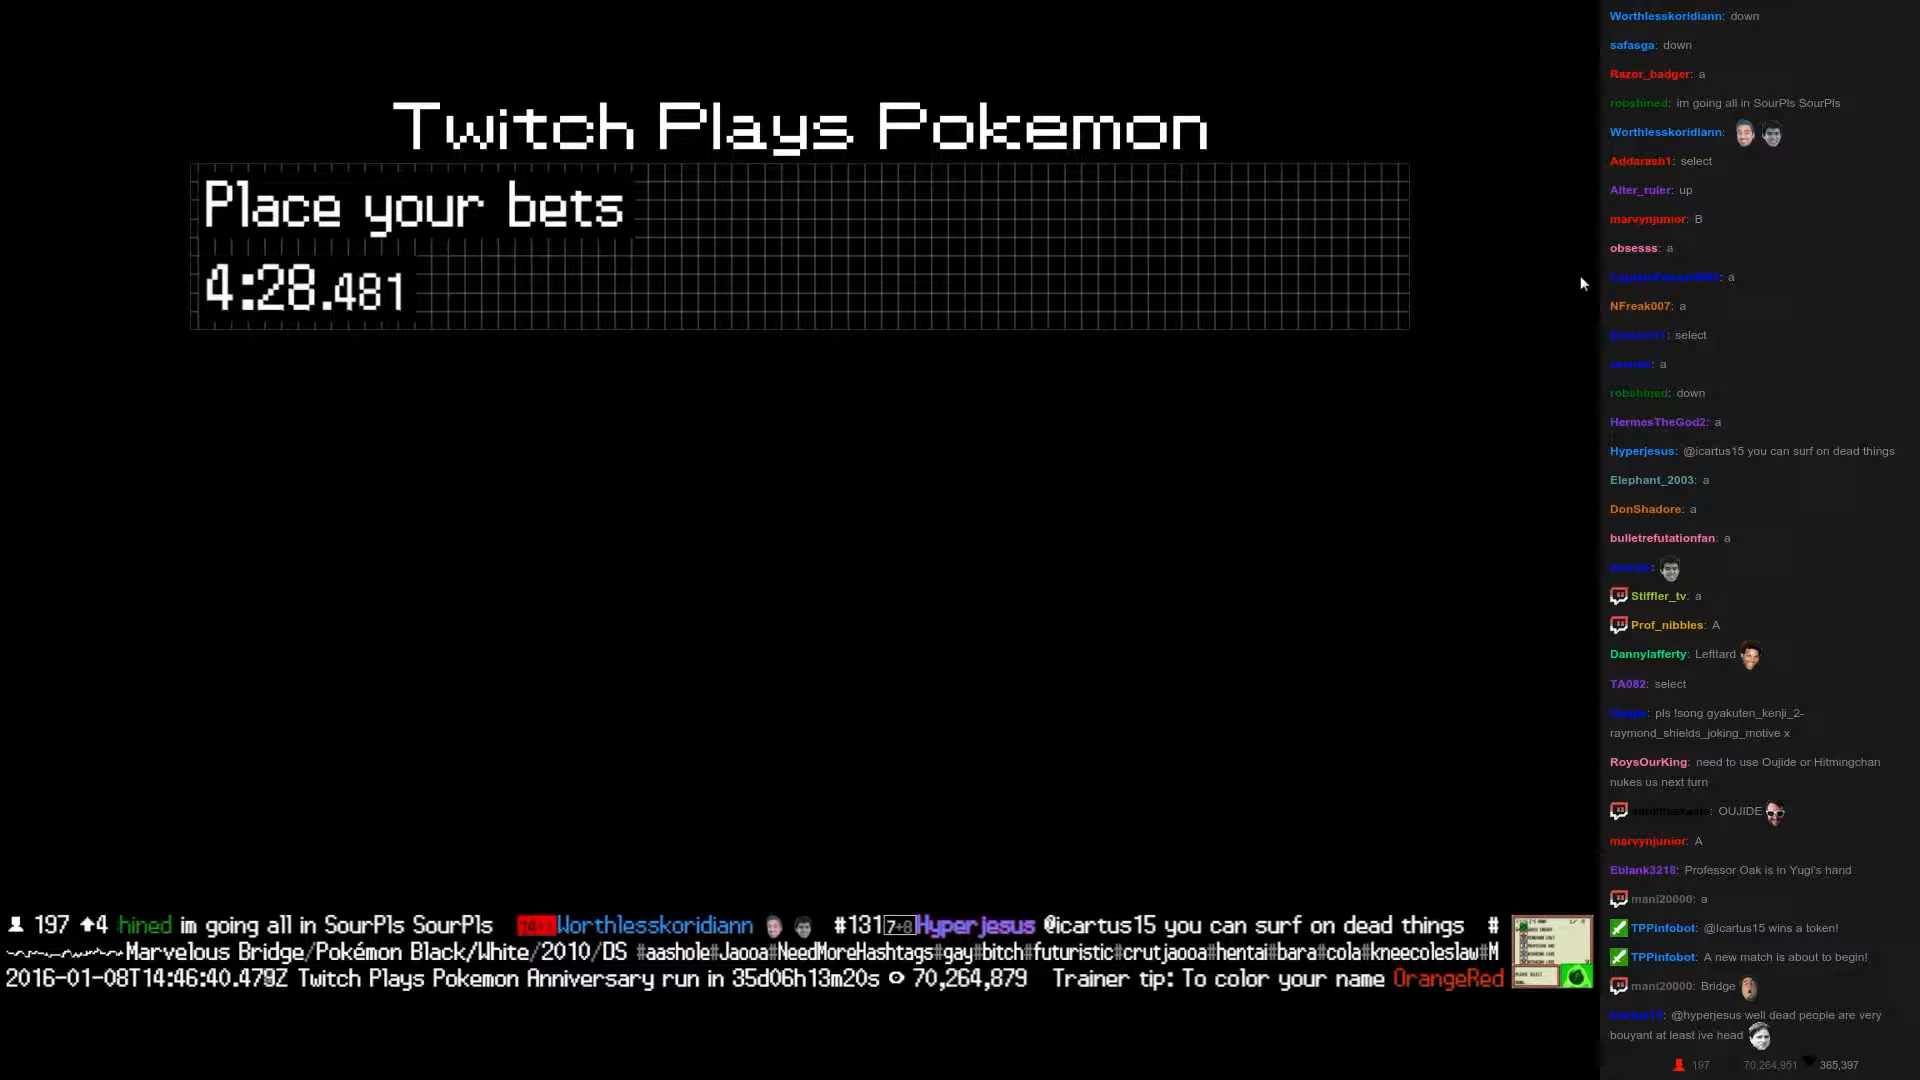 Twitch Plays Pokemon
Place your bets
4:28.481
197 4 hined im going all in SourPls SourPls Worthlesskoridiann #131 7+8 Hyperjesus @icartus15 you can surf on dead things #
Marvelous Bridge/Pokémon Black/White/2010/DS #aashole#Jaooa#NeedMoreHashtags#gay#bitch#futuristic#crutjaooa#hentai#bara#cola#kneecoleslaw#M
2016-01-08T14:46:40.479Z Twitch Plays Pokemon Anniversary run in 35d06h13m20s 70,264,879 Trainer tip: To color your name OrangeRed
Worthlesskoridiann: down
safasga: down
Razor_badger: a
robshined: im going all in SourPls SourPls
Worthlesskoridiann:
Addarash1: select
Alter_ruler: up
marvynjunior: B
obsesss: a
: a
NFreak007: a
: select
: a
robshined: down
HermesTheGod2: a
Hyperjesus: @icartus15 you can surf on dead things
Elephant_2003: a
DonShadore: a
bulletrefutationfan: a
Stiffler_tv: a
Prof_nibbles: A
Dannylafferty: Lefttard
TA082: select
: pls !song gyakuten_kenji_2-
raymond_shields_joking_motive x
RoysOurKing: need to use Oujide or Hitmingchan
nukes us next turn
: OUJIDE
marvynjunior: A
Eblank3218: Professor Oak is in Yugi's hand
mani20000: a
TPPinfobot: @Icartus15 wins a token!
TPPinfobot: A new match is about to begin!
mani20000: Bridge
: @hyperjesus well dead people are very
bouyant at least ive head
197 70,264,951 365,397